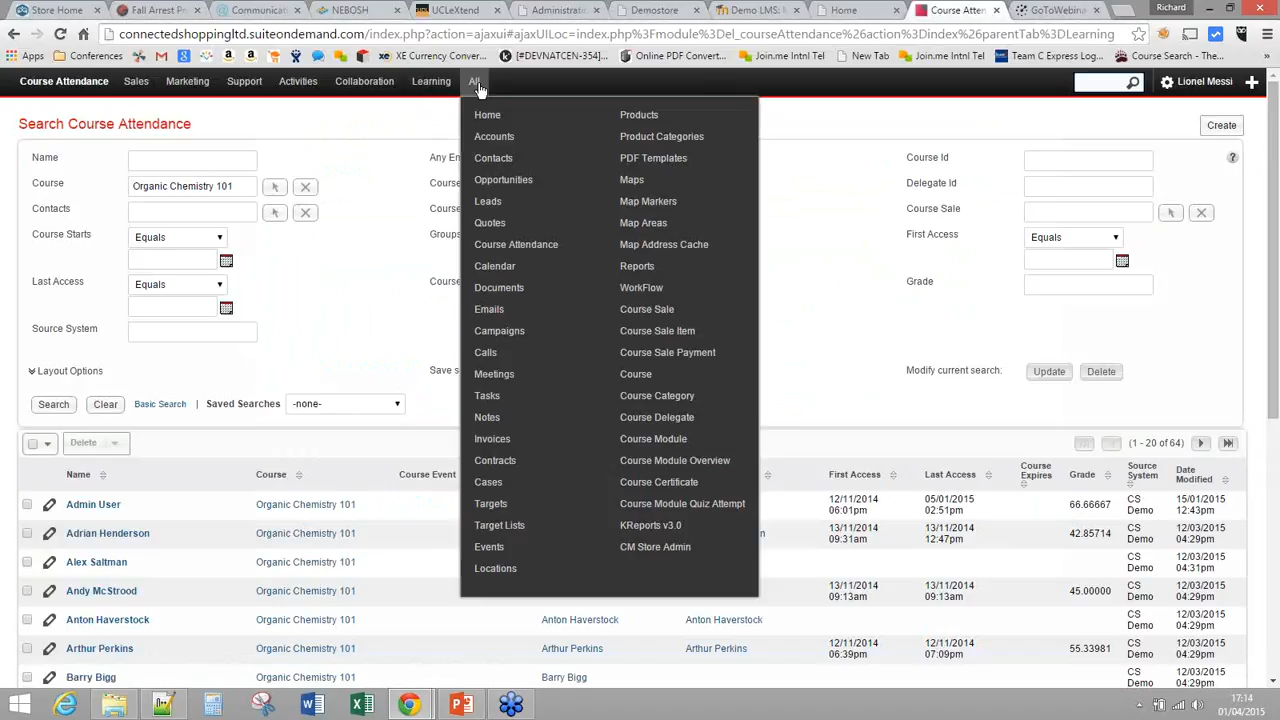 Store Home
Fall Arrest P
Communicat
NEBOSH
UCLeXtend
Administrati
Demostore
Demo LMS:
Home
Course Atten
GoToWebina
Richard
connectedshoppingltd.suiteondemand.com/index.php?action=ajaxui#ajaxUILoc=index.php%3Fmodule%3Del_courseAttendance%26action%3Dindex%26parentTab%3DLearning
Apps
Conferences
XE Currency Conver
[#DEVNATGEN-354]...
Online PDF Convert...
Join.me Intnl Tel
New Tab
Join.me Intnl Tel
Team C Express Log...
Course Search - +
Course Attendance
Sales
Marketing
Support
Activities
Collaboration
Learning
All
Lionel Messi
Home
Accounts
Contacts
Opportunities
Leads
Quotes
Course Attendance
Calendar
Documents
Emails
Campaigns
Calls
Meetings
Tasks
Notes
Invoices
Contracts
Cases
Targets
Target Lists
Events
Locations
Products
Product Categories
PDF Templates
Maps
Map Markers
Map Areas
Map Address Cache
Reports
WorkFlow
Course Sale
Course Sale Item
Course Sale Payment
Course
Course Category
Course Delegate
Course Module
Course Module Overview
Course Certificate
Course Module Quiz Attempt
KReports v3.0
CM Store Admin
Search Course Attendance
Create
Name
Any En
Course Id
Course
Organic Chemistry 101
Cours
Delegate Id
Contacts
Cours
Course Sale
Course Starts
Equals
Groups
First Access
Equals
Last Access
Equals
Cours
Grade
Source System
Layout Options
Save s
Modify current search:
Update
Delete
Search
Clear
Basic Search
|
Saved Searches
-none-
Delete
(1 - 20 of 64)
Name
Course
Course Event
First Access
Last Access
Course Expires
Grade
Source System
Date Modified
Admin User
Organic Chemistry 101
12/11/2014 06:01pm
05/01/2015 02:51pm
66.66667
CS Demo
15/01/2015 12:43pm
Adrian Henderson
Organic Chemistry 101
n
13/11/2014 09:31am
13/11/2014 12:47pm
42.85714
CS Demo
12/03/2015 04:29pm
Alex Saltman
Organic Chemistry 101
CS Demo
12/03/2015 04:31pm
Andy McStrood
Organic Chemistry 101
13/11/2014 09:13am
13/11/2014 09:13am
45.00000
CS Demo
12/03/2015 04:29pm
Anton Haverstock
Organic Chemistry 101
Anton Haverstock
Anton Haverstock
CS Demo
12/03/2015 04:29pm
Arthur Perkins
Organic Chemistry 101
Arthur Perkins
Arthur Perkins
12/11/2014 06:39pm
12/11/2014 07:09pm
55.33981
CS Demo
12/03/2015 04:29pm
Barry Bigg
Organic Chemistry 101
Barry Bigg
CS
12/03/2015
17:14
01/04/2015